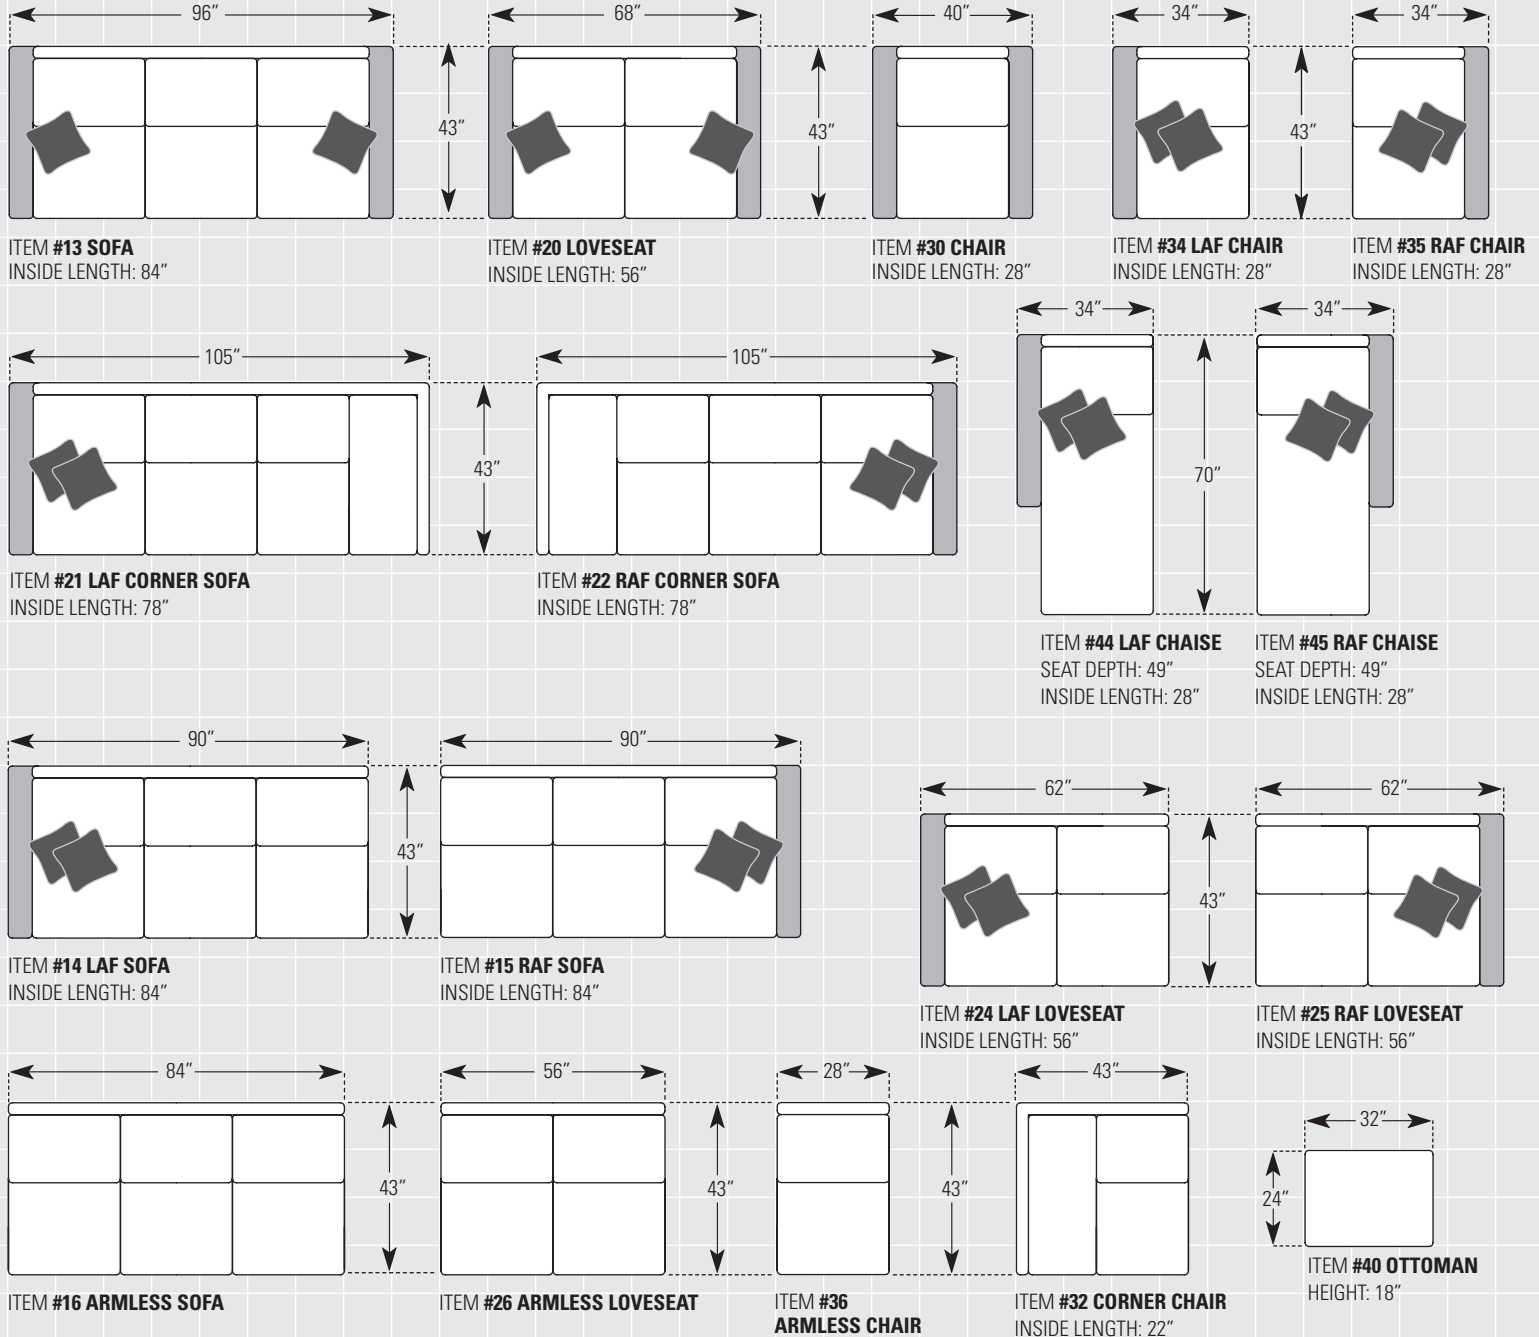 96″
68″
40″
34″
34″
43″
43″
43″
ITEM #13 SOFA
INSIDE LENGTH: 84″
ITEM #20 LOVESEAT
INSIDE LENGTH: 56″
ITEM #30 CHAIR
INSIDE LENGTH: 28″
ITEM #34 LAF CHAIR
INSIDE LENGTH: 28″
ITEM #35 RAF CHAIR
INSIDE LENGTH: 28″
105″
105″
34″
34″
43″
70″
ITEM #21 LAF CORNER SOFA
INSIDE LENGTH: 78″
ITEM #22 RAF CORNER SOFA
INSIDE LENGTH: 78″
ITEM #44 LAF CHAISE
SEAT DEPTH: 49″
INSIDE LENGTH: 28″
ITEM #45 RAF CHAISE
SEAT DEPTH: 49″
INSIDE LENGTH: 28″
90″
90″
62″
62″
43″
43″
ITEM #14 LAF SOFA
INSIDE LENGTH: 84″
ITEM #15 RAF SOFA
INSIDE LENGTH: 84″
ITEM #24 LAF LOVESEAT
INSIDE LENGTH: 56″
ITEM #25 RAF LOVESEAT
INSIDE LENGTH: 56″
84″
56″
28″
43″
32″
43″
43″
43″
24″
ITEM #16 ARMLESS SOFA
ITEM #26 ARMLESS LOVESEAT
ITEM #36
ARMLESS CHAIR
ITEM #32 CORNER CHAIR
INSIDE LENGTH: 22″
ITEM #40 OTTOMAN
HEIGHT: 18″